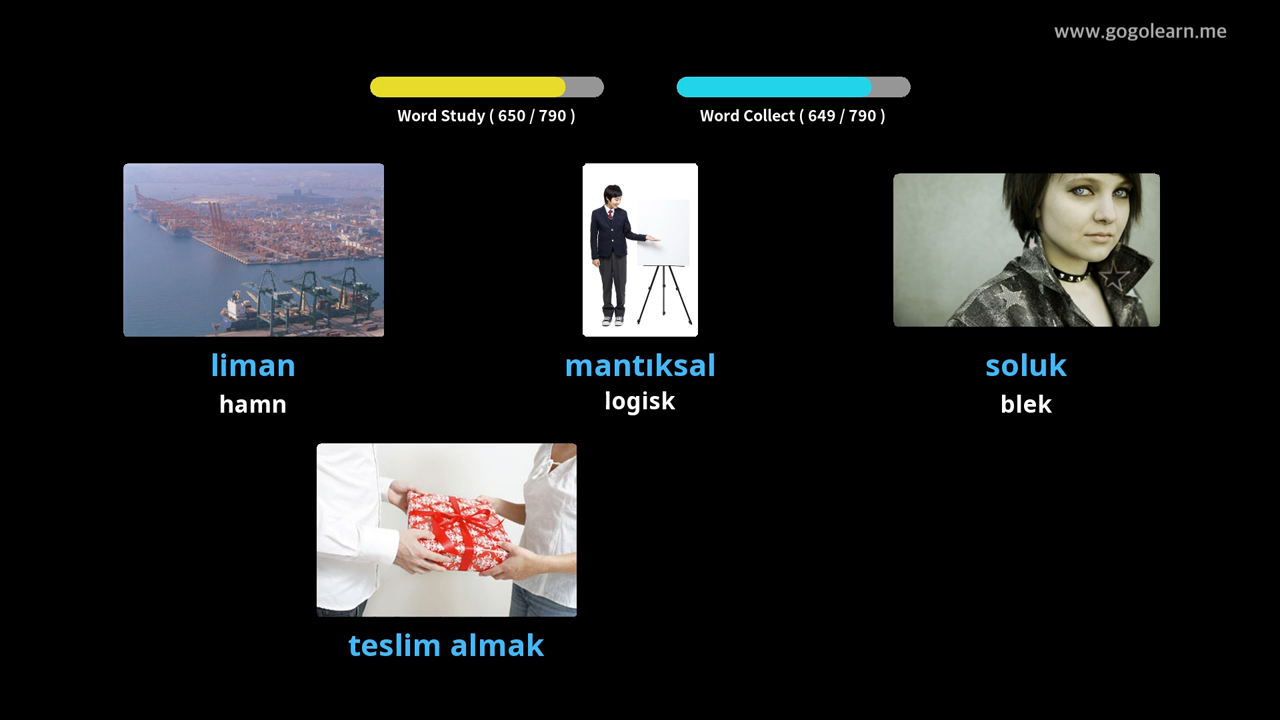 www.gogolearn.me
Word Study ( 650 / 790 )
Word Collect ( 649 / 790 )
liman
hamn
mantıksal
logisk
soluk
blek
teslim almak